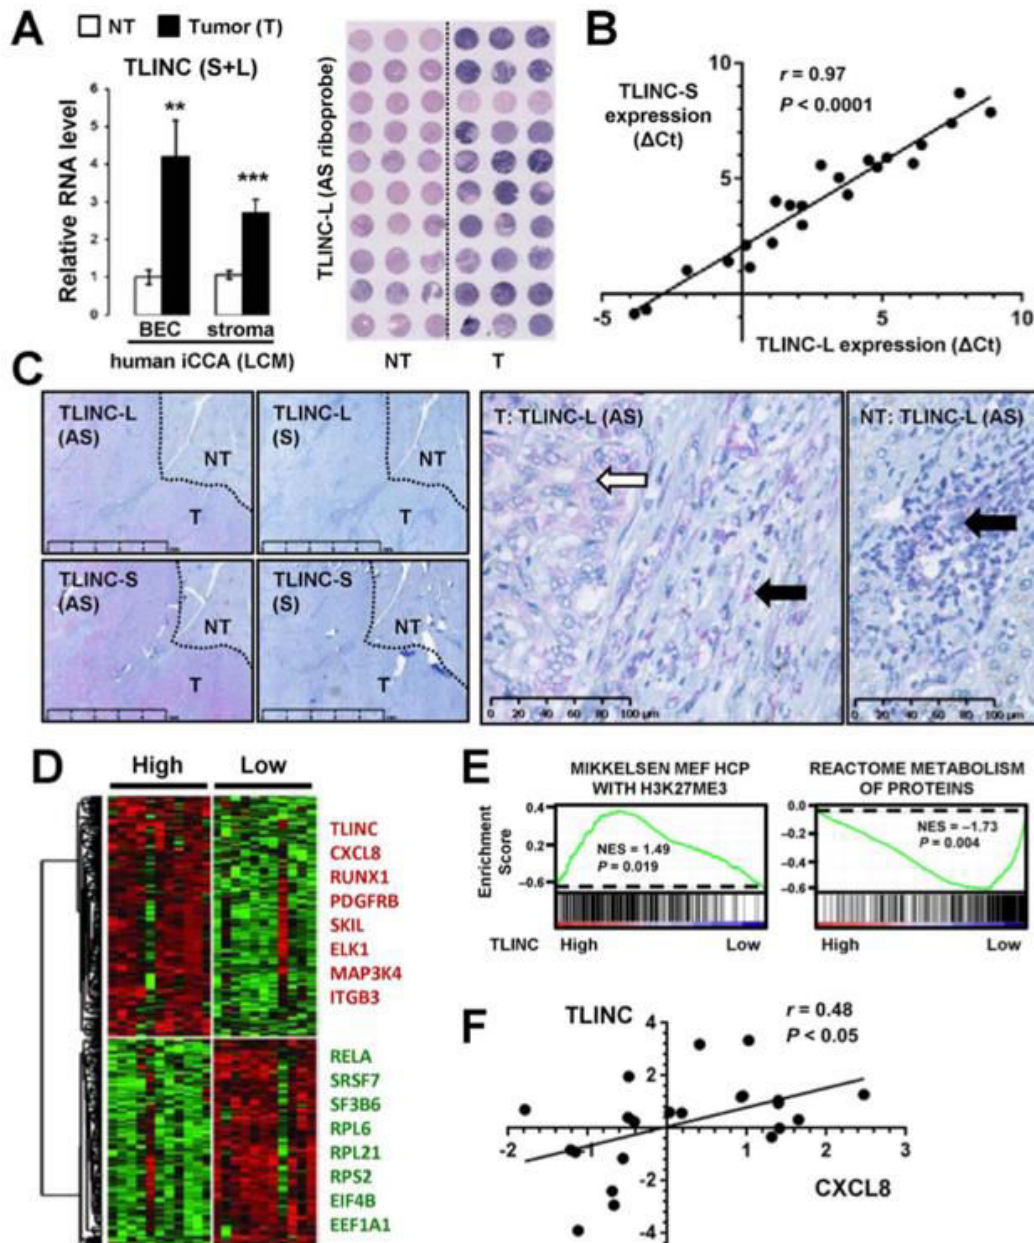 A
NT
Tumor (T)
TLINC (S+L)
Relative RNA level
6
5
4
3
2
1
0
**
***
BEC
stroma
human iCCA (LCM)
TLINC-L (AS riboprobe)
NT
T
B
TLINC-S
expression
(ΔCt)
r = 0.97
P < 0.0001
10
5
-5
0
5
10
TLINC-L expression (ΔCt)
C
TLINC-L
(AS)
NT
T
TLINC-L
(S)
NT
T
TLINC-S
(AS)
NT
T
TLINC-S
(S)
NT
T
T: TLINC-L (AS)
0 20 40 60 80 100 µm
NT: TLINC-L (AS)
0 20 40 60 80 100 µm
D
High
Low
TLINC
CXCL8
RUNX1
PDGFRB
SKIL
ELK1
MAP3K4
ITGB3
RELA
SRSF7
SF3B6
RPL6
RPL21
RPS2
EIF4B
EEF1A1
E
MIKKELSEN MEF HCP
WITH H3K27ME3
Enrichment
Score
0.4
0.2
−0.6
NES = 1.49
P = 0.019
REACTOME METABOLISM
OF PROTEINS
0.0
−0.2
−0.4
−0.6
NES = −1.73
P = 0.004
TLINC
High
Low
High
Low
F
TLINC
r = 0.48
P < 0.05
4
2
0
-2
-4
-2
-1
1
2
3
CXCL8